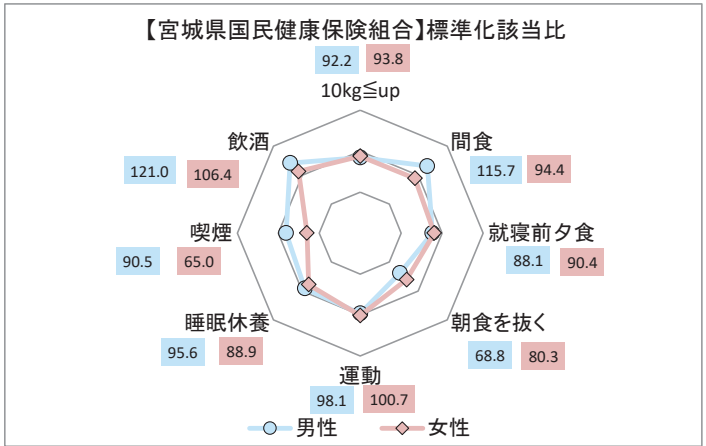 【宮城県国民健康保険組合】標準化該当比
92.2 93.8
10kg≦up
間食
115.7 94.4
就寝前夕食
88.1 90.4
朝食を抜く
68.8 80.3
運動
98.1 100.7
睡眠休養
95.6 88.9
喫煙
90.5 65.0
飲酒
121.0 106.4
男性 女性